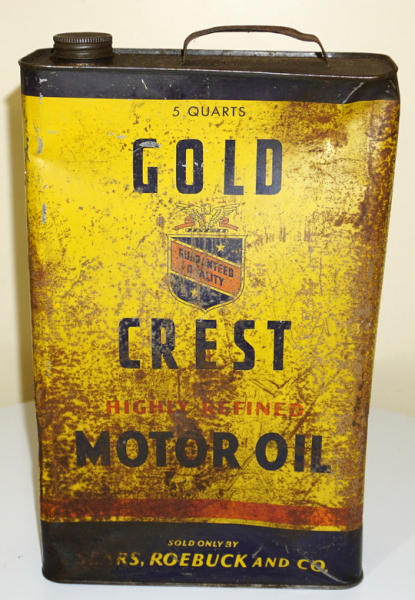 5 QUARTS
GOLD
GUARANTEED
QUALITY
CREST
HIGHLY REFINED
MOTOR OIL
SOLD ONLY BY
SEARS, ROEBUCK AND CO.